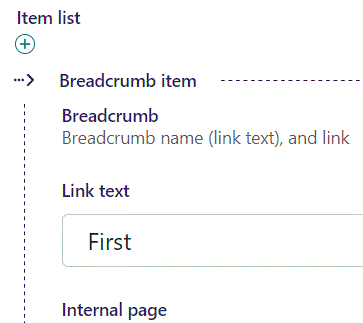 Item list
Breadcrumb item
Breadcrumb
Breadcrumb name (link text), and link
Link text
First
Internal page